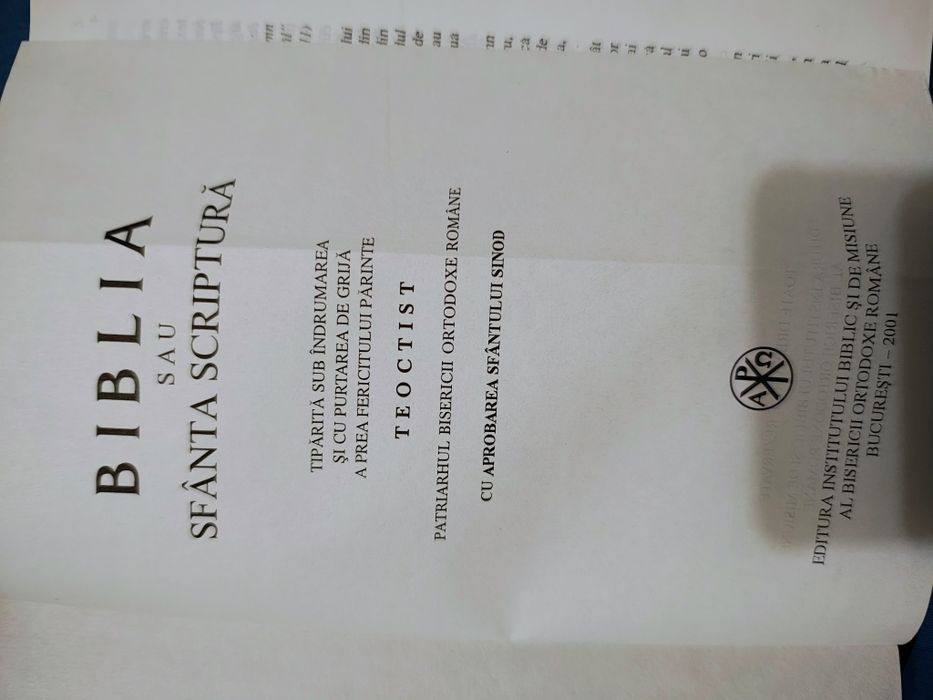 BIBLIA
SAU
SFÂNTA SCRIPTURĂ
TIPĂRITĂ SUB ÎNDRUMAREA
ŞI CU PURTAREA DE GRIJĂ
A PREA FERICITULUI PĂRINTE
TEOCTIST
PATRIARHUL BISERICII ORTODOXE ROMÂNE
CU APROBAREA SFÂNTULUI SINOD
A P Ω
EDITURA INSTITUTULUI BIBLIC ŞI DE MISIUNE
AL BISERICII ORTODOXE ROMÂNE
BUCUREŞTI – 2001